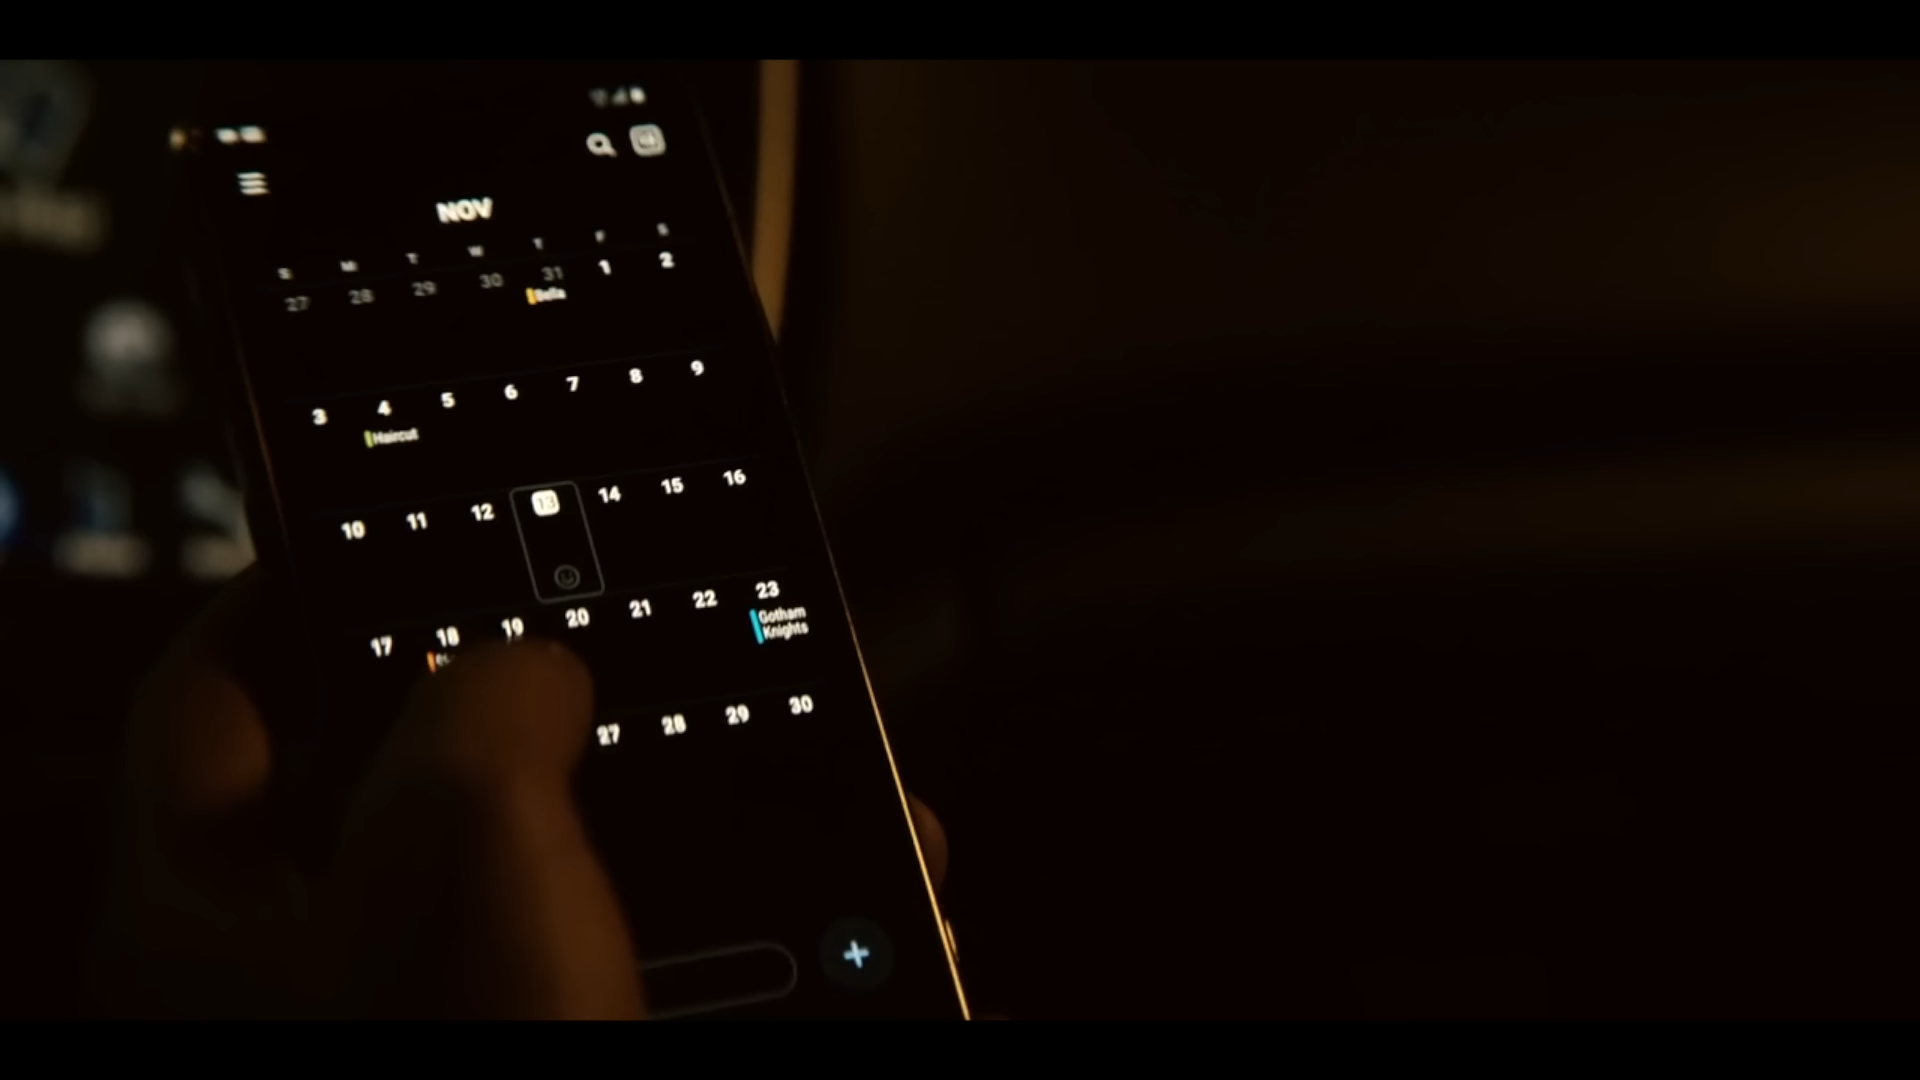 NOV
S M T W T F S
27 28 29 30 31 1 2
Bella
3 4 5 6 7 8 9
Haircut
10 11 12 13 14 15 16
17 18 19 20 21 22 23
Gotham
Knights
27 28 29 30